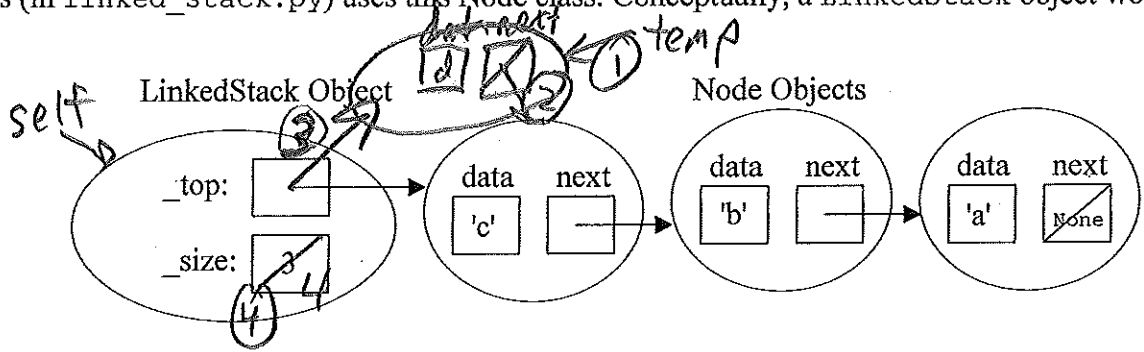 s (in linked_stack.py) uses this Node class. Conceptually, a LinkedStack object wo
data next
d
temp
1
LinkedStack Object
2
Node Objects
self
3
_top:
data next data next data next
'c' 'b' 'a' None
_size: 3 4
4